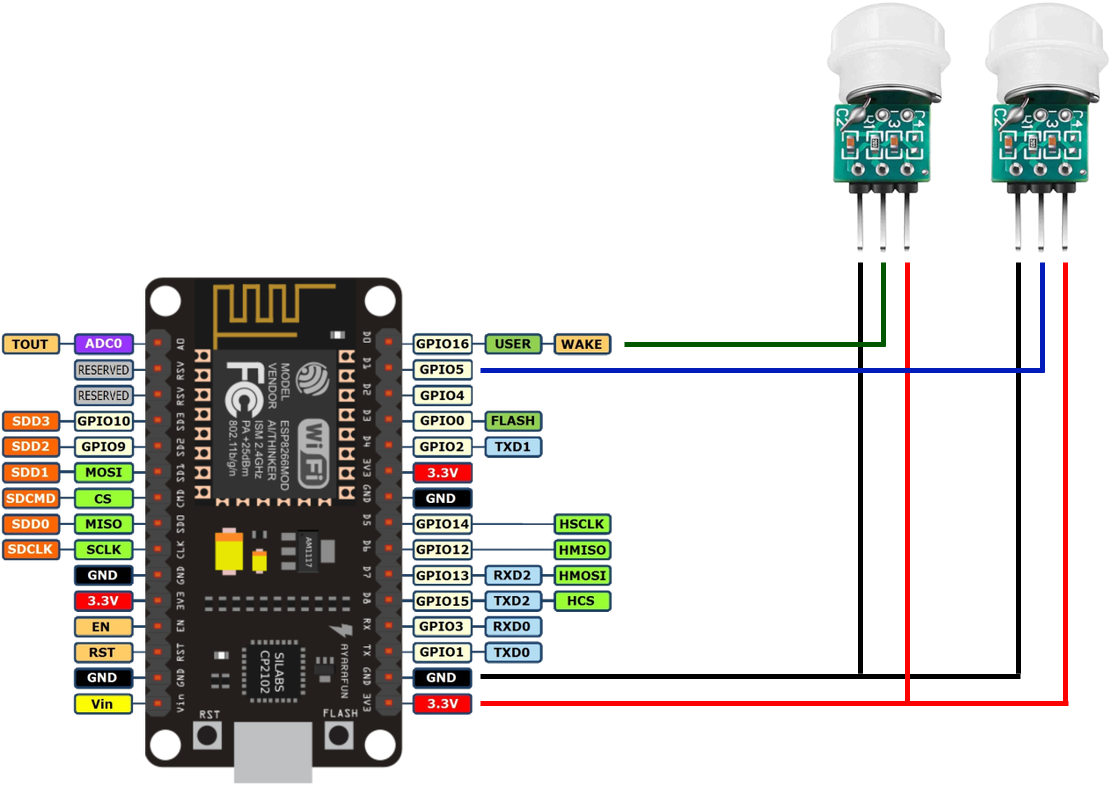 C2 R1 L3 C4
C2 R1 L3 C4
TOUT ADC0
RESERVED
RESERVED
SDD3 GPIO10
SDD2 GPIO9
SDD1 MOSI
SDCMD CS
SDD0 MISO
SDCLK SCLK
GND
3.3V
EN
RST
GND
Vin
A0
RSV
RSV
SD3
SD2
SD1
CMD
SD0
CLK
GND
3V3
EN
RST
GND
Vin
FC
MODEL ESP8266MOD
VENDOR AI/THINKER
ISM 2.4GHz
PA +25dBm
802.11b/g/n
WiFi
AM1117
SILABS
CP2102
AYARAFUN
RST
FLASH
D0
D1
D2
D3
D4
3V3
GND
D5
D6
D7
D8
RX
TX
GND
3V3
GPIO16 USER WAKE
GPIO5
GPIO4
GPIO0 FLASH
GPIO2 TXD1
3.3V
GND
GPIO14 HSCLK
GPIO12 HMISO
GPIO13 RXD2 HMOSI
GPIO15 TXD2 HCS
GPIO3 RXD0
GPIO1 TXD0
GND
3.3V